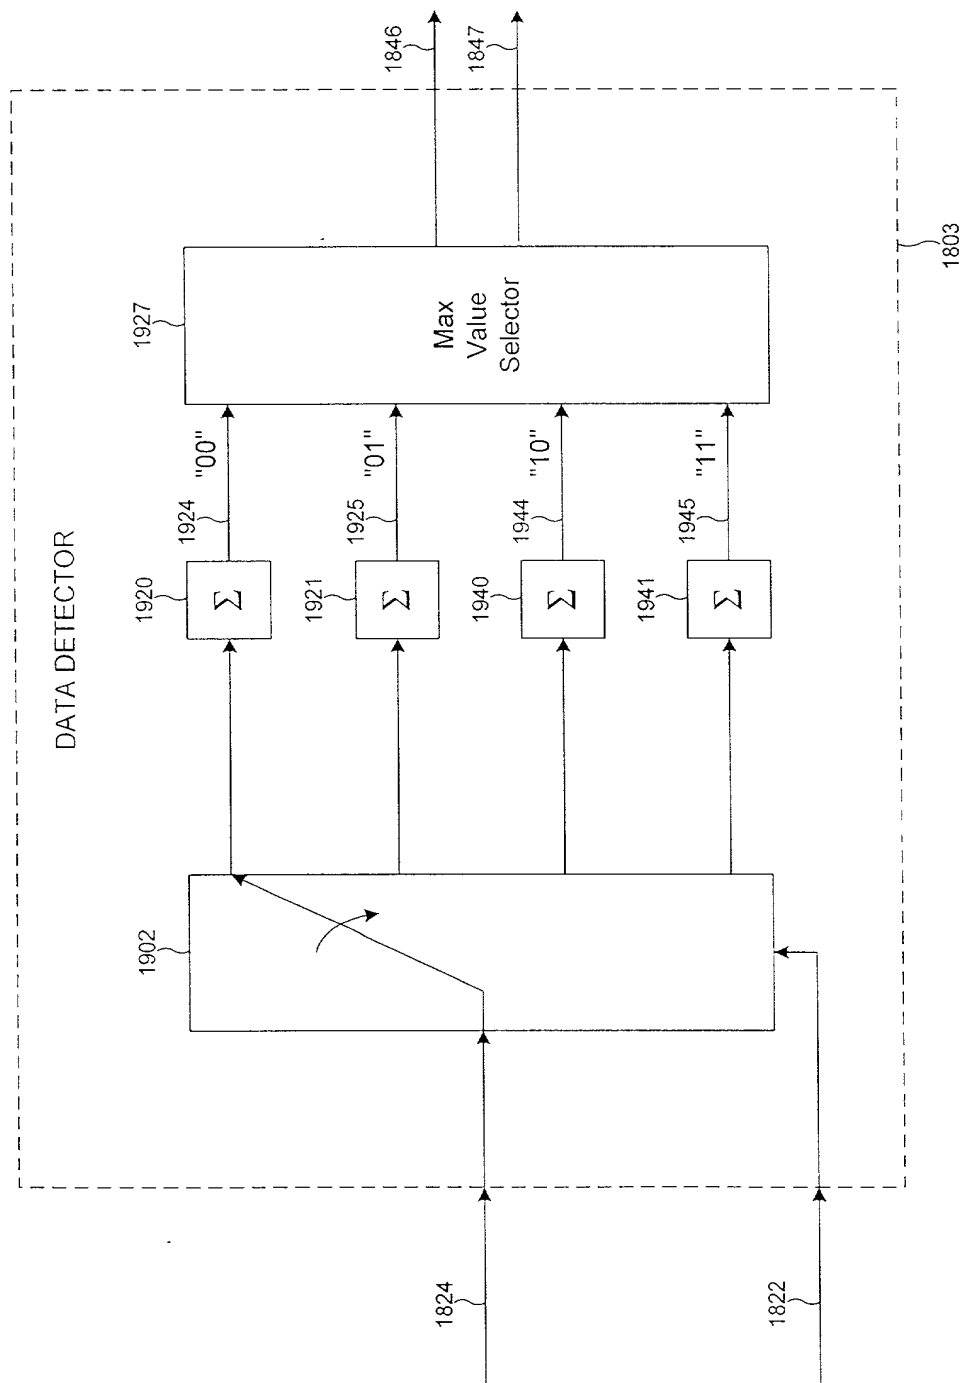 DATA DETECTOR
1824
1822
1902
1920
Σ
1924
"00"
1921
Σ
1925
"01"
1940
Σ
1944
"10"
1941
Σ
1945
"11"
1927
Max
Value
Selector
1846
1847
1803